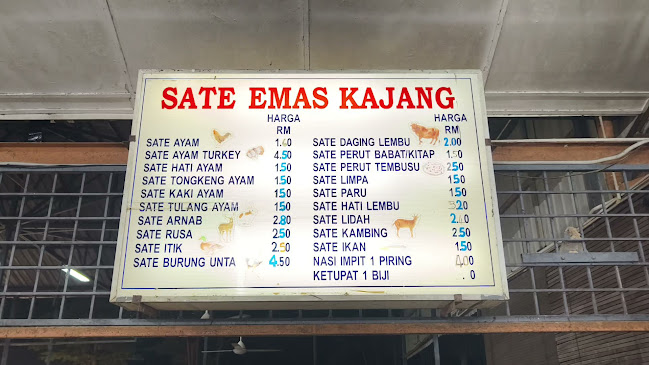 SATE EMAS KAJANG
HARGA
RM
SATE AYAM 1.40
SATE AYAM TURKEY 4.50
SATE HATI AYAM 1.50
SATE TONGKENG AYAM 1.50
SATE KAKI AYAM 1.50
SATE TULANG AYAM 1.50
SATE ARNAB 2.80
SATE RUSA 2.50
SATE ITIK 2.50
SATE BURUNG UNTA 4.50
HARGA
RM
SATE DAGING LEMBU 2.00
SATE PERUT BABAT/KITAP 1.50
SATE PERUT TEMBUSU 2.50
SATE LIMPA 1.50
SATE PARU 1.50
SATE HATI LEMBU 3.20
SATE LIDAH
SATE KAMBING 2.50
SATE IKAN 1.50
NASI IMPIT 1 PIRING
KETUPAT 1 BIJI